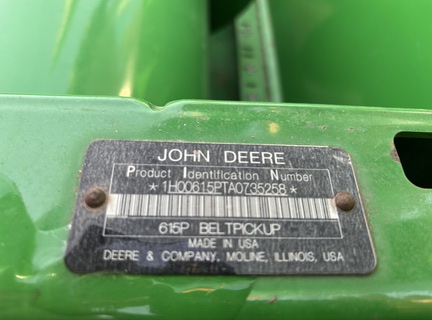 JOHN DEERE
Product Identification Number
*1H00615PTA0735258*
615P BELTPICKUP
MADE IN USA
DEERE & COMPANY, MOLINE, ILLINOIS, USA